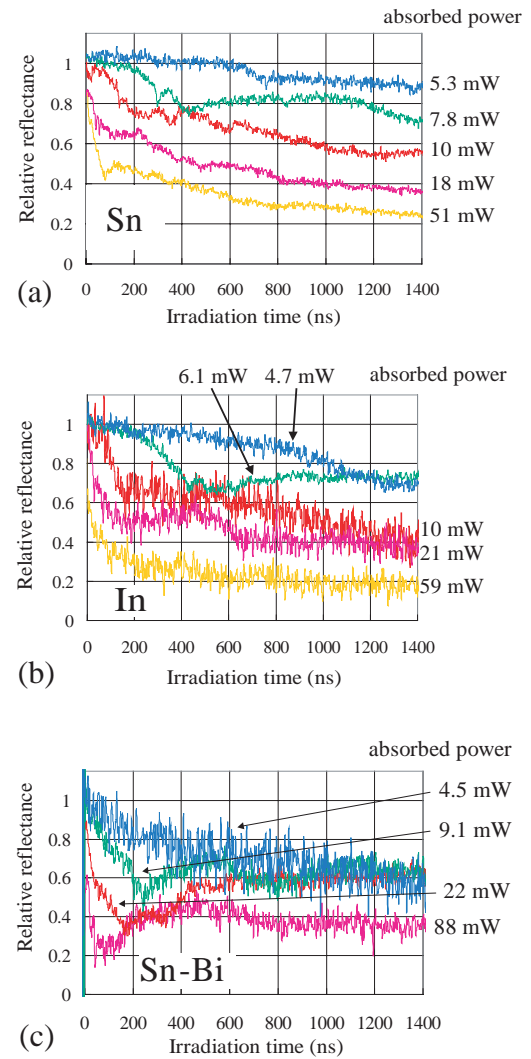 absorbed power
Relative reflectance
1
0.8
0.6
0.4
0.2
0
5.3 mW
7.8 mW
10 mW
18 mW
51 mW
Sn
0 200 400 600 800 1000 1200 1400
(a)
Irradiation time (ns)
6.1 mW 4.7 mW absorbed power
Relative reflectance
1
0.8
0.6
0.4
0.2
0
10 mW
21 mW
59 mW
In
0 200 400 600 800 1000 1200 1400
(b)
Irradiation time (ns)
absorbed power
Relative reflectance
1
0.8
0.6
0.4
0.2
0
4.5 mW
9.1 mW
22 mW
88 mW
Sn-Bi
0 200 400 600 800 1000 1200 1400
(c)
Irradiation time (ns)